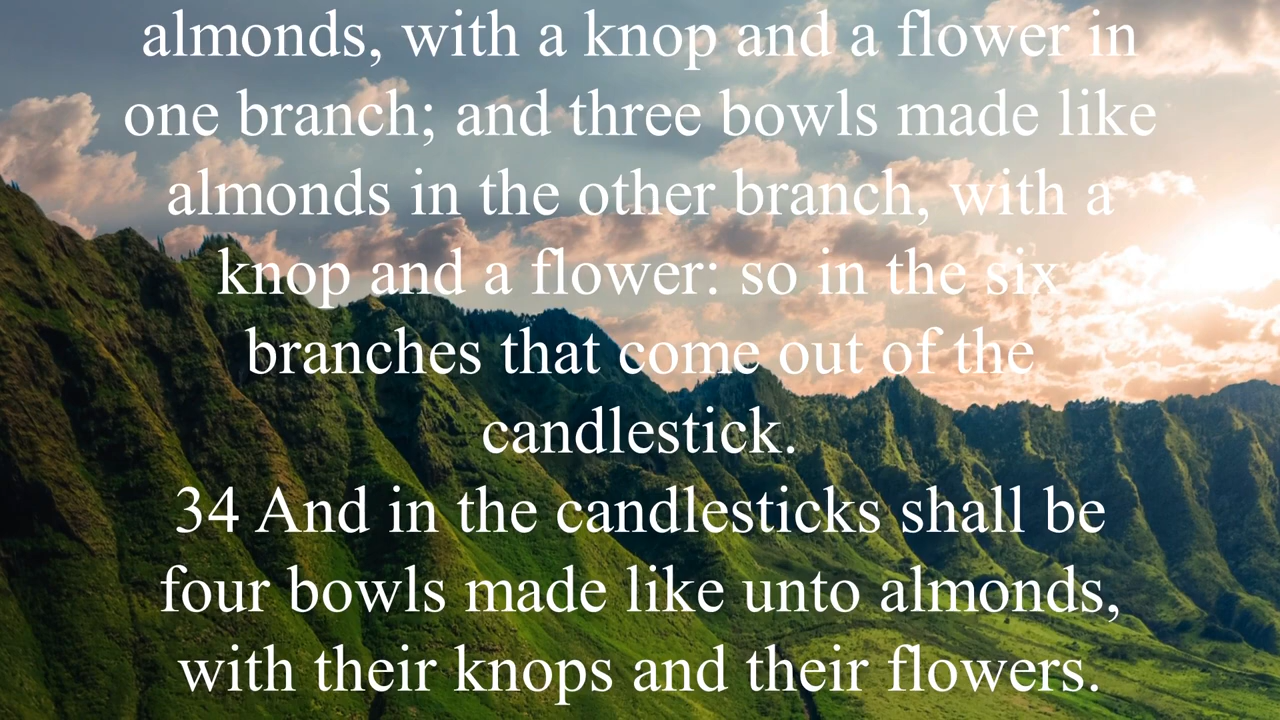 almonds, with a knop and a flower in
one branch; and three bowls made like
almonds in the other branch, with a
knop and a flower: so in the six
branches that come out of the
candlestick.
34 And in the candlesticks shall be
four bowls made like unto almonds,
with their knops and their flowers.